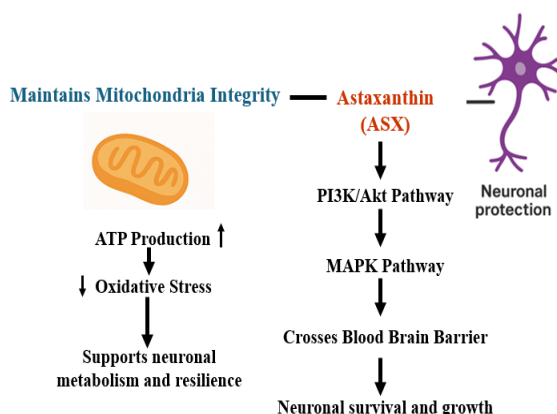 Maintains Mitochondria Integrity
Astaxanthin
(ASX)
Neuronal
protection
ATP Production ↑
↓ Oxidative Stress
Supports neuronal
metabolism and resilience
PI3K/Akt Pathway
MAPK Pathway
Crosses Blood Brain Barrier
Neuronal survival and growth